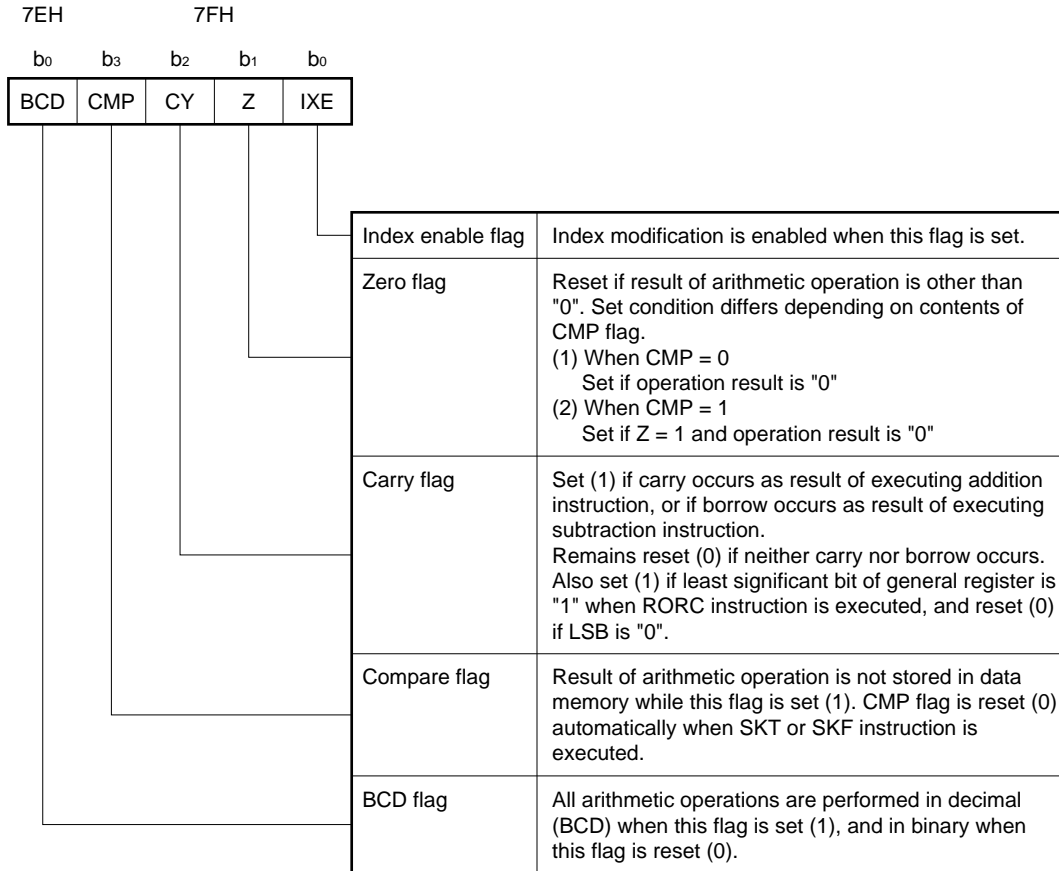 7EH 7FH
b0 b3 b2 b1 b0
BCD CMP CY Z IXE
Index enable flag Index modification is enabled when this flag is set.
Zero flag Reset if result of arithmetic operation is other than
"0". Set condition differs depending on contents of
CMP flag.
(1) When CMP = 0
Set if operation result is "0"
(2) When CMP = 1
Set if Z = 1 and operation result is "0"
Carry flag Set (1) if carry occurs as result of executing addition
instruction, or if borrow occurs as result of executing
subtraction instruction.
Remains reset (0) if neither carry nor borrow occurs.
Also set (1) if least significant bit of general register is
"1" when RORC instruction is executed, and reset (0)
if LSB is "0".
Compare flag Result of arithmetic operation is not stored in data
memory while this flag is set (1). CMP flag is reset (0)
automatically when SKT or SKF instruction is
executed.
BCD flag All arithmetic operations are performed in decimal
(BCD) when this flag is set (1), and in binary when
this flag is reset (0).